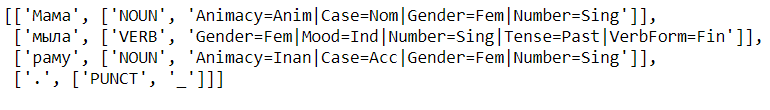 [['Мама', ['NOUN', 'Animacy=Anim|Case=Nom|Gender=Fem|Number=Sing']],
['мыла', ['VERB', 'Gender=Fem|Mood=Ind|Number=Sing|Tense=Past|VerbForm=Fin']],
['раму', ['NOUN', 'Animacy=Inan|Case=Acc|Gender=Fem|Number=Sing']],
['.', ['PUNCT', '_']]]